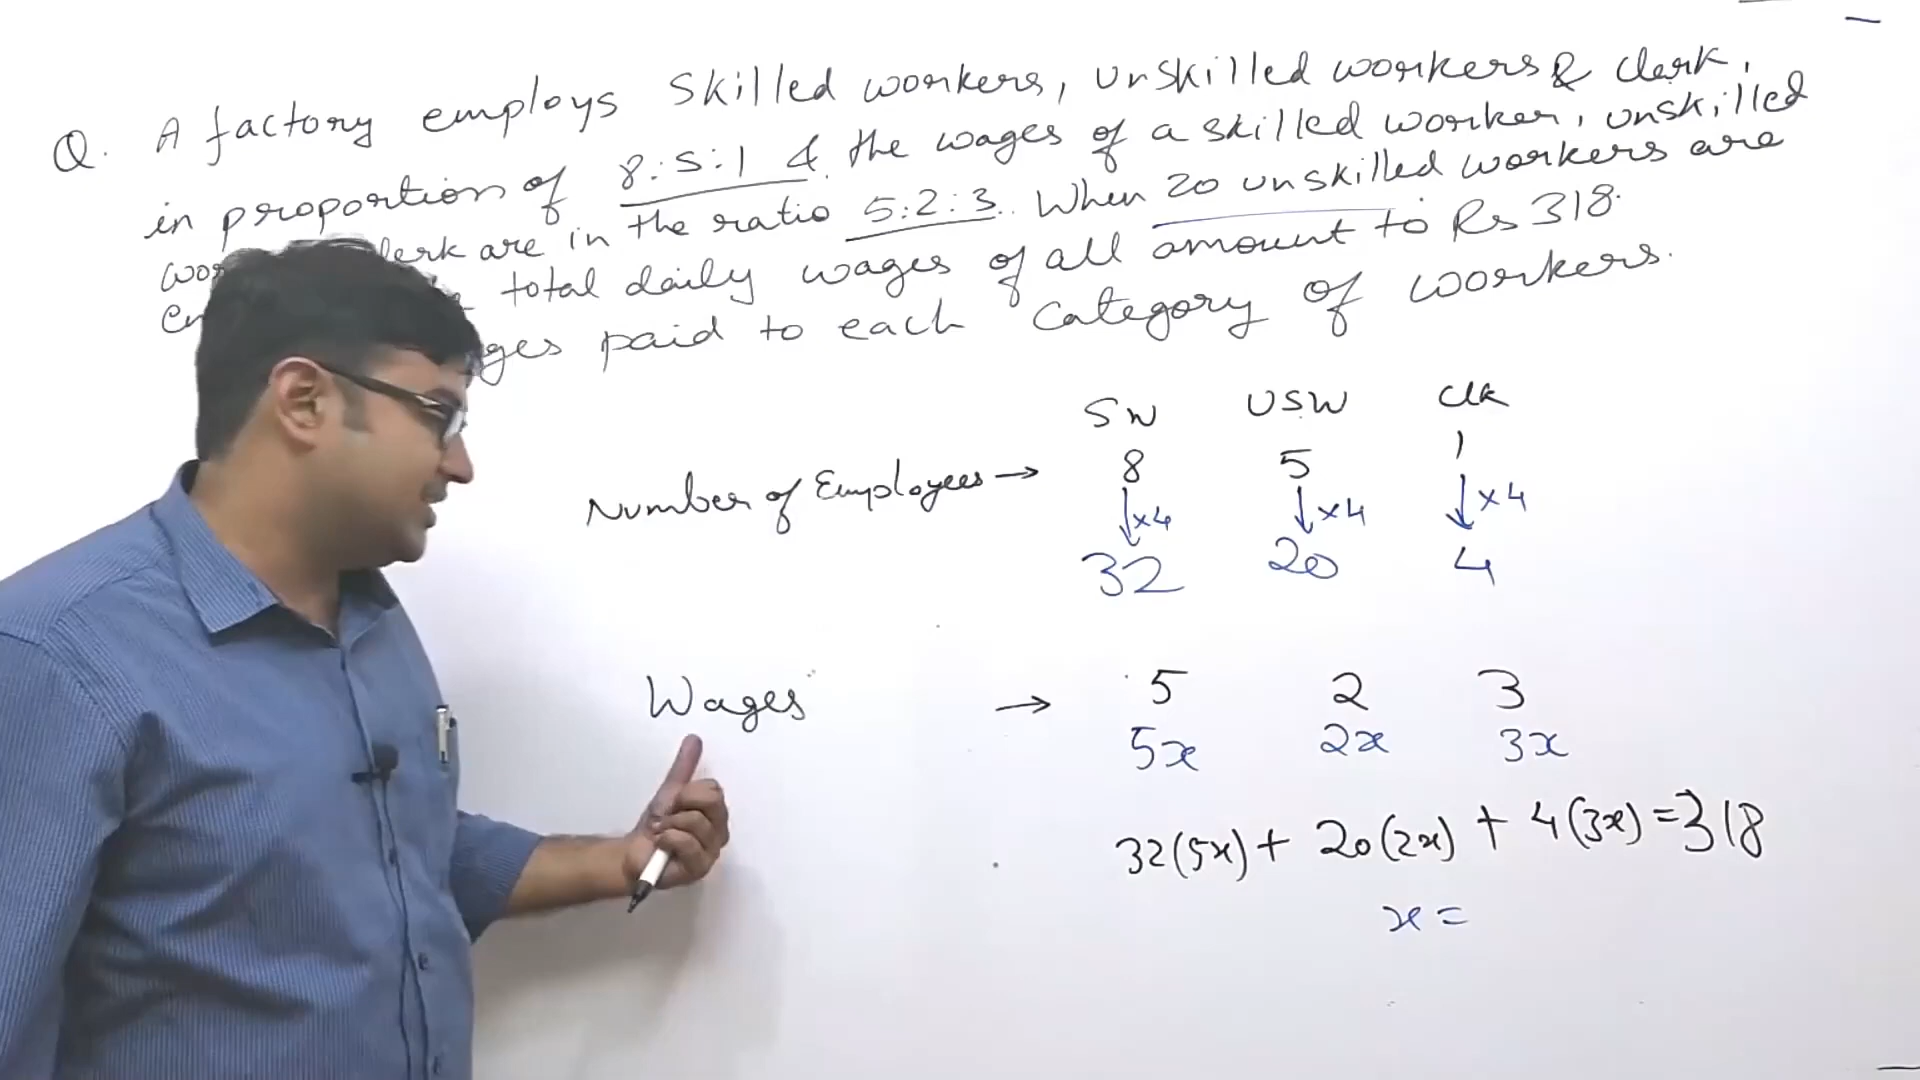 Q. A factory employs skilled workers, unskilled workers & clerk,
in proportion of 8:5:1 & the wages of a skilled worker, unskilled
lerk are in the ratio 5:2:3. When 20 unskilled workers are
total daily wages of all amount to Rs 318.
ges paid to each category of workers.
SW USW Clk
Number of Employees → 8 5 1
↓×4 ↓×4 ↓×4
32 20 4
Wages → 5 2 3
5x 2x 3x
32(5x) + 20(2x) + 4(3x) = 318
x =